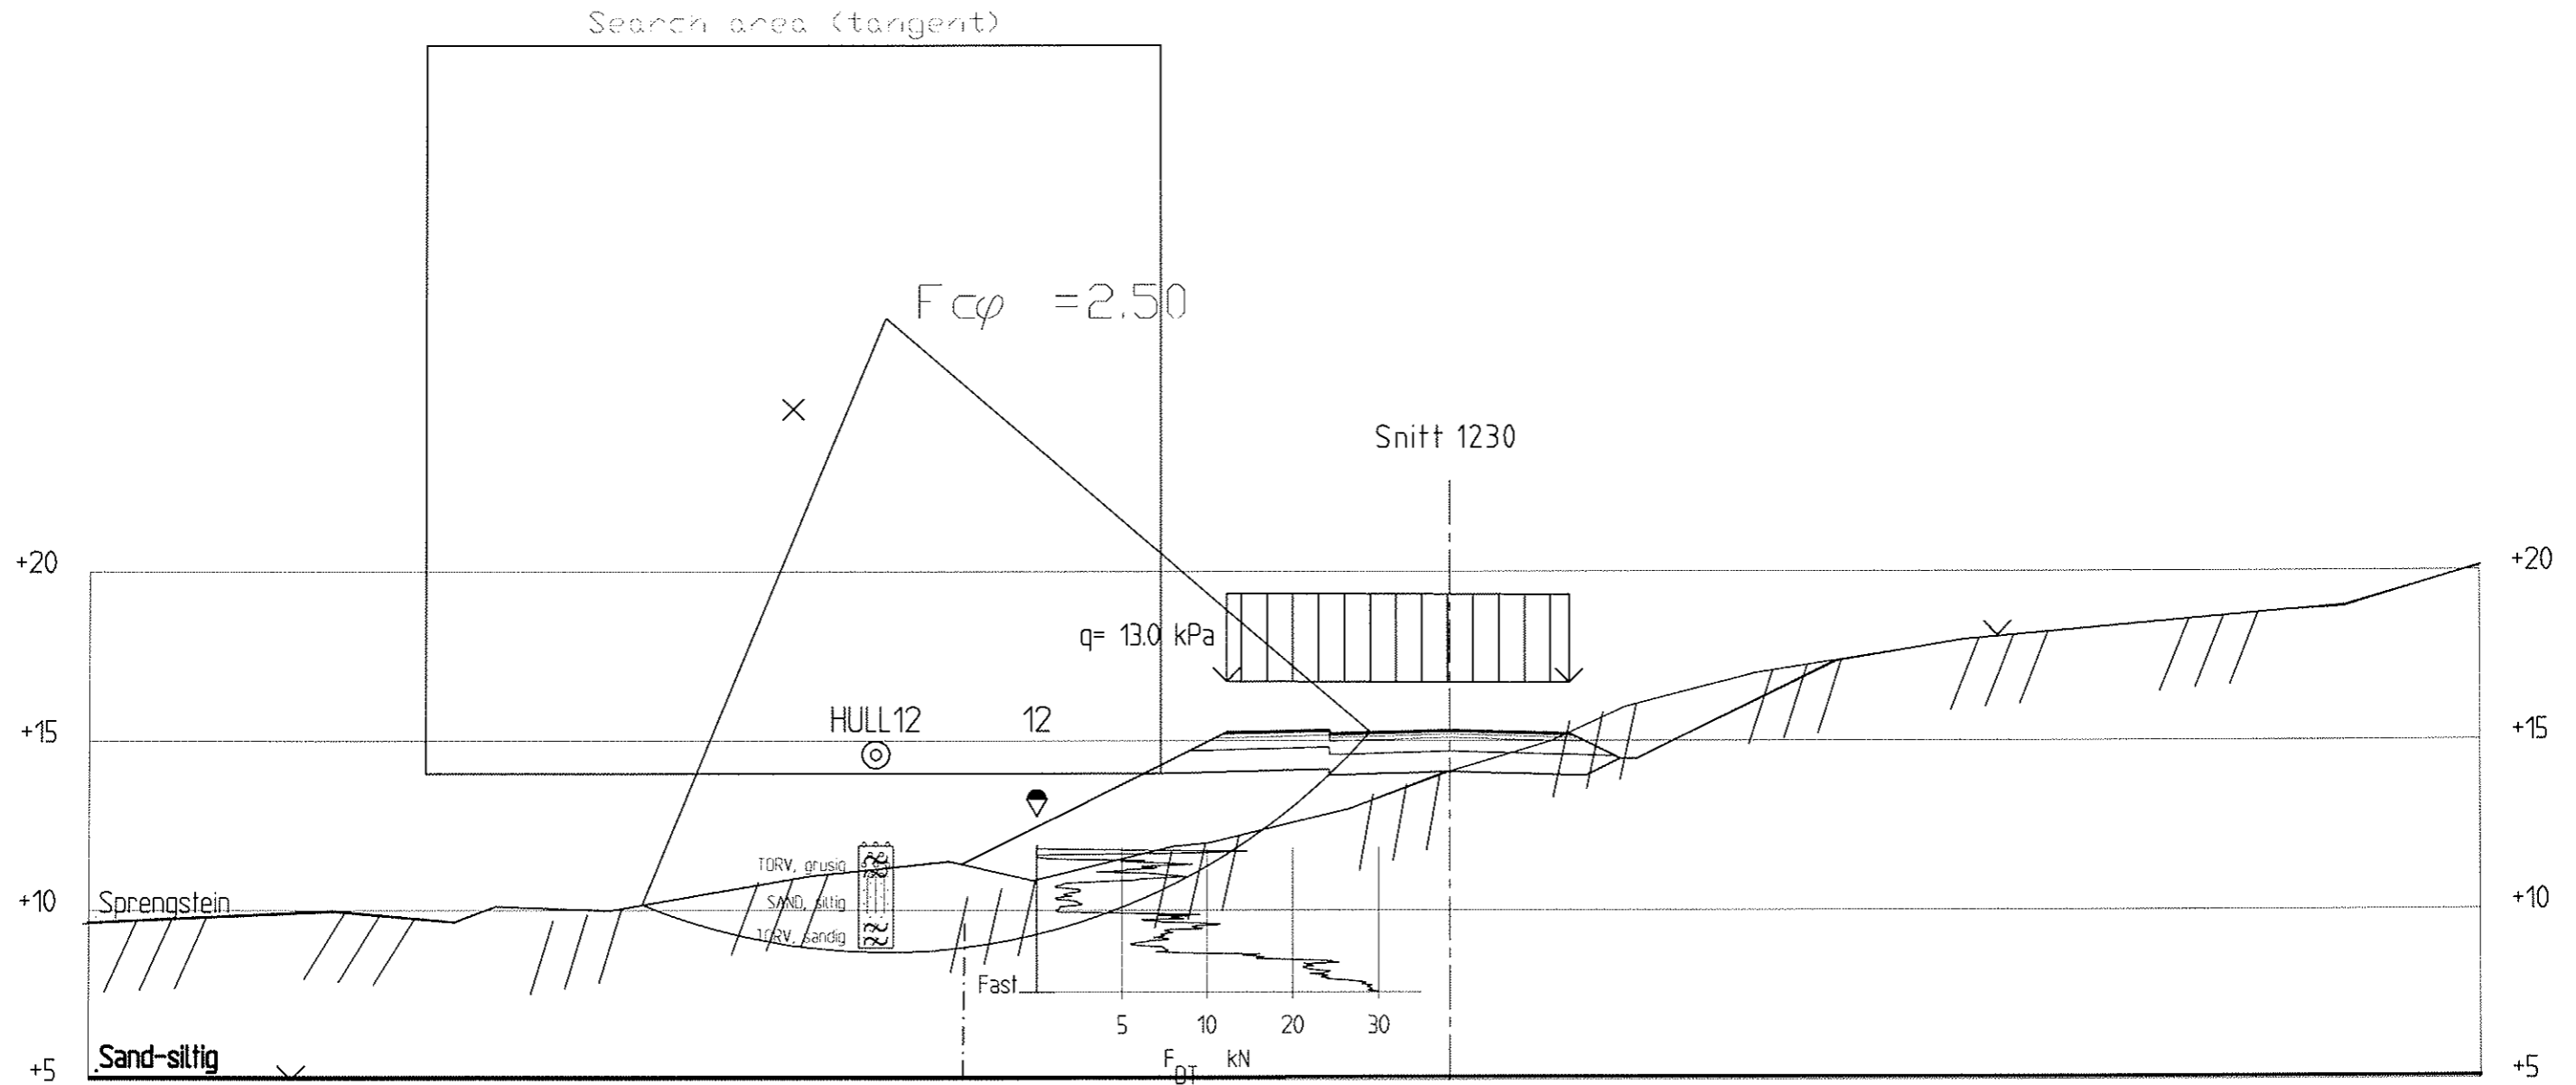 Search area (tangent)
Fcφ =2.50
Snitt 1230
+20 +20
q= 13.0 kPa
HULL12 12
+15 +15
TORV, grusig
+10 Sprengstein SAND, siltig +10
TORV, sandig
Fast
5 10 20 30
F DT kN
+5 Sand-siltig +5